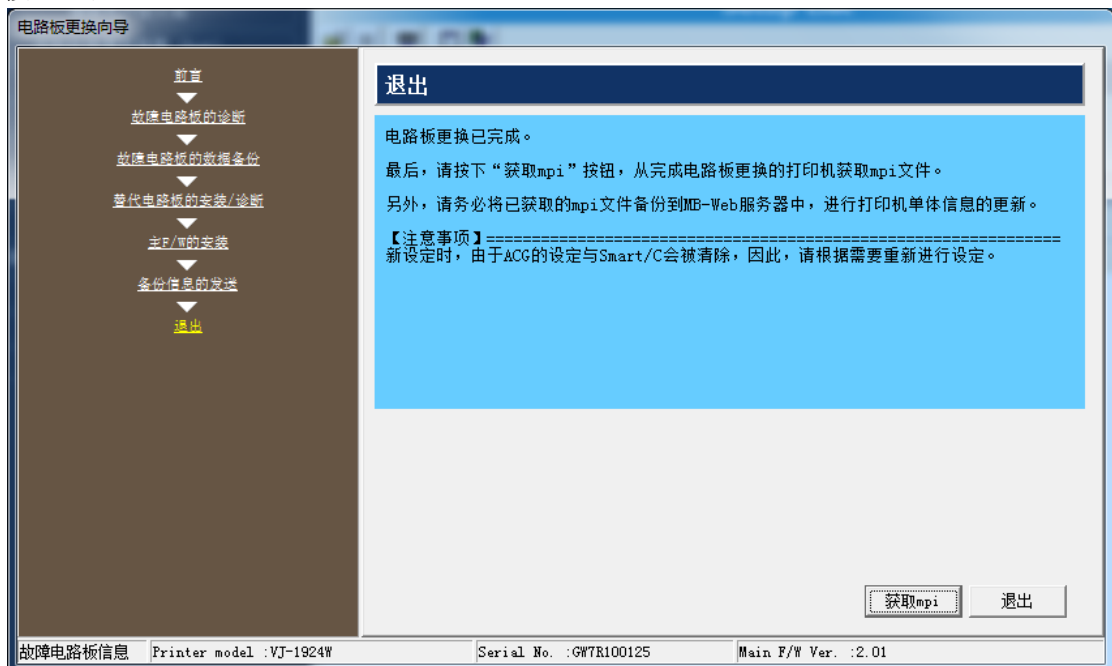 电路板更换向导
前言
故障电路板的诊断
故障电路板的数据备份
替代电路板的安装/诊断
主F/W的安装
备份信息的发送
退出
退出
电路板更换已完成。
最后，请按下“获取mpi”按钮，从完成电路板更换的打印机获取mpi文件。
另外，请务必将已获取的mpi文件备份到MB-Web服务器中，进行打印机单体信息的更新。
【注意事项】================================================================
新设定时，由于ACG的设定与Smart/C会被清除，因此，请根据需要重新进行设定。
获取mpi 退出
故障电路板信息 Printer model :VJ-1924W Serial No. :GW7R100125 Main F/W Ver. :2.01